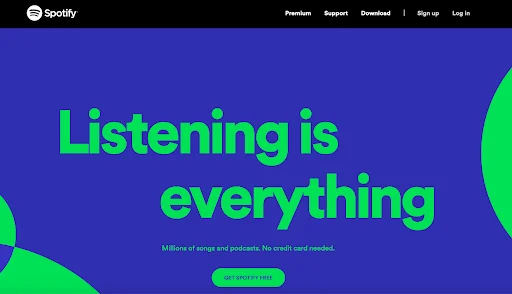 Spotify
Premium Support Download | Sign up Log in
Listening is
everything
Millions of songs and podcasts. No credit card needed.
GET SPOTIFY FREE